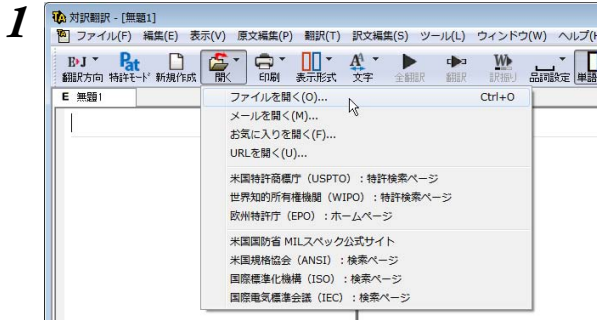 1
対訳翻訳 - [無題1]
ファイル(F) 編集(E) 表示(V) 原文編集(P) 翻訳(T) 訳文編集(S) ツール(L) ウィンドウ(W) ヘルプ(H
E▸J Pat
翻訳方向 特許モード 新規作成 開く 印刷 表示形式 文字 全翻訳 翻訳 訳振り 品詞設定 単語
E 無題1
ファイルを開く(O)... Ctrl+O
メールを開く(M)...
お気に入りを開く(F)...
URLを開く(U)...
米国特許商標庁（USPTO）：特許検索ページ
世界知的所有権機関（WIPO）：特許検索ページ
欧州特許庁（EPO）：ホームページ
米国国防省 MILスペック公式サイト
米国規格協会（ANSI）：検索ページ
国際標準化機構（ISO）：検索ページ
国際電気標準会議（IEC）：検索ページ